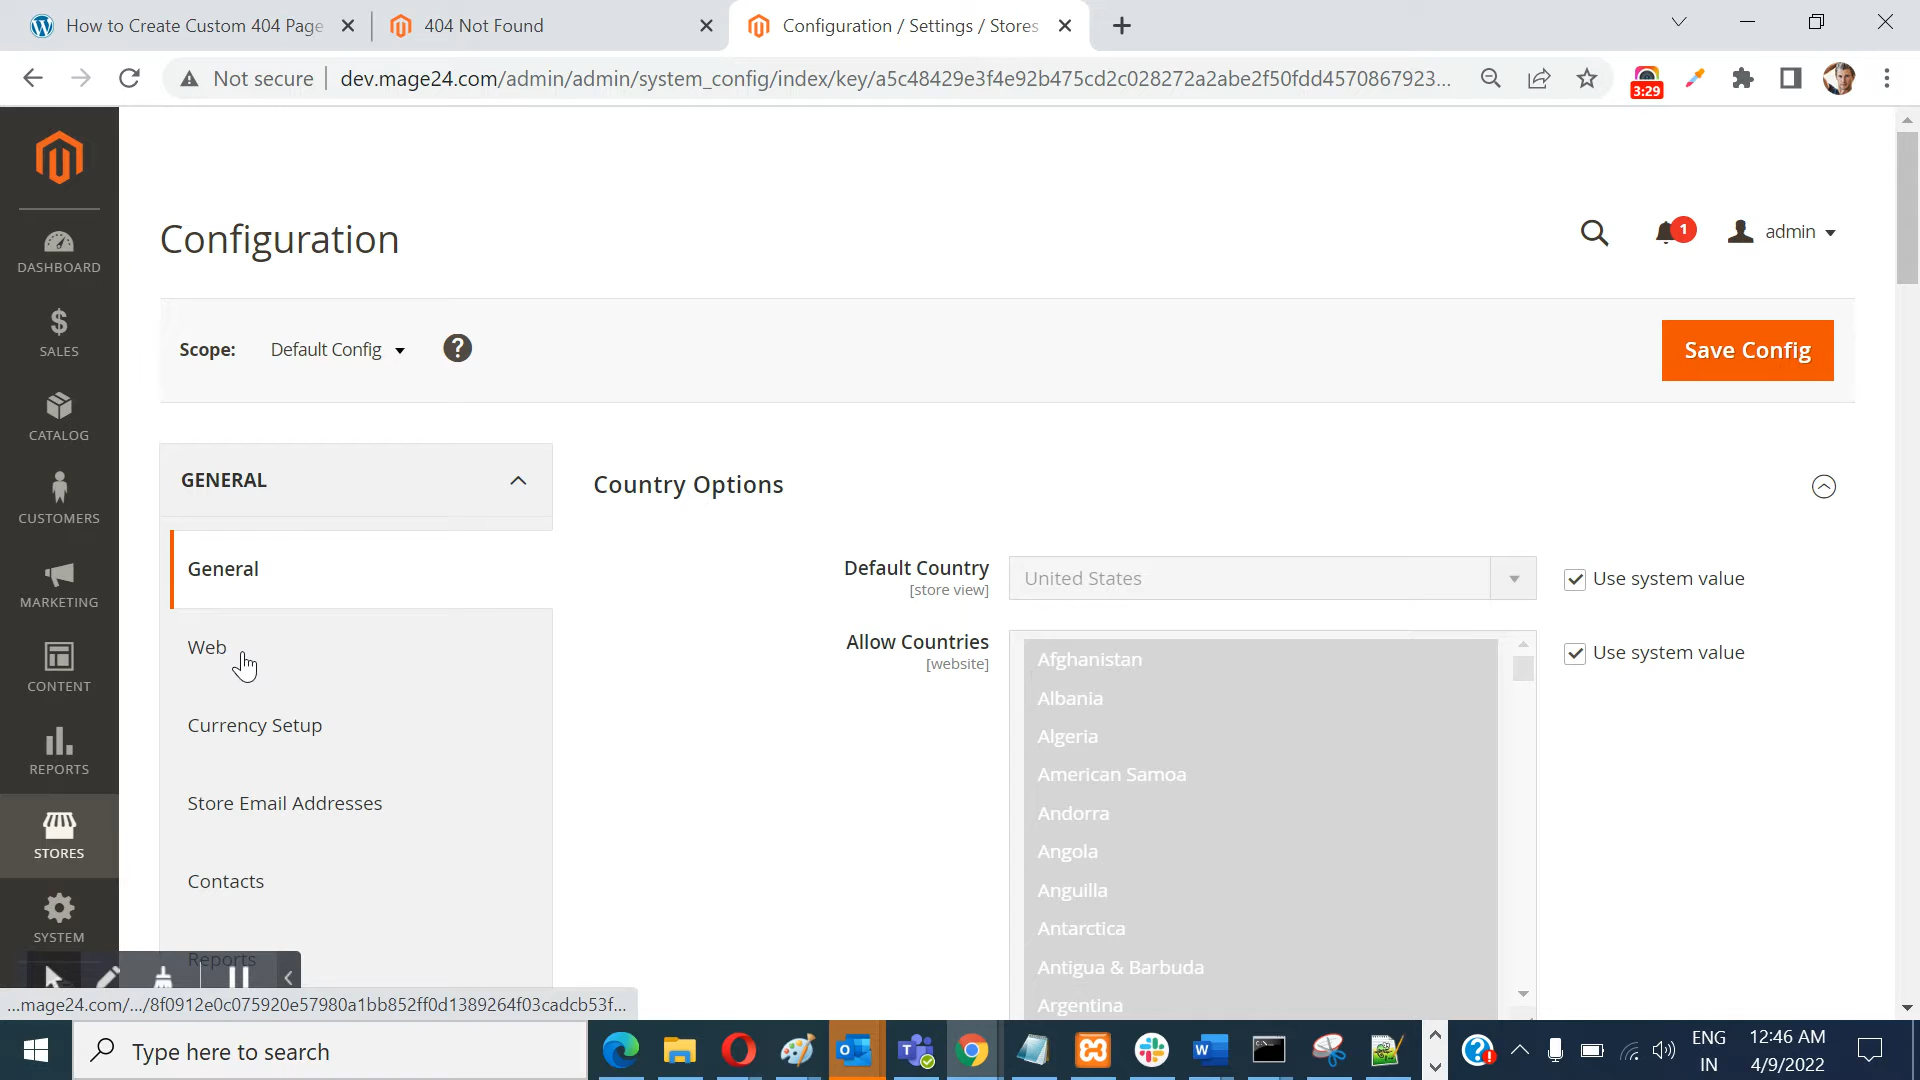 How to Create Custom 404 Page
404 Not Found
Configuration / Settings / Stores
Not secure
dev.mage24.com/admin/admin/system_config/index/key/a5c48429e3f4e92b475cd2c028272a2abe2f50fdd4570867923...
3:29
DASHBOARD
SALES
CATALOG
CUSTOMERS
MARKETING
CONTENT
REPORTS
STORES
SYSTEM
Configuration
1
admin
Scope:
Default Config
?
Save Config
GENERAL
General
Web
Currency Setup
Store Email Addresses
Contacts
Reports
Country Options
Default Country
[store view]
United States
Use system value
Allow Countries
[website]
Use system value
Afghanistan
Albania
Algeria
American Samoa
Andorra
Angola
Anguilla
Antarctica
Antigua & Barbuda
Argentina
...mage24.com/.../8f0912e0c075920e57980a1bb852ff0d1389264f03cadcb53f...
Type here to search
ENG
IN
12:46 AM
4/9/2022